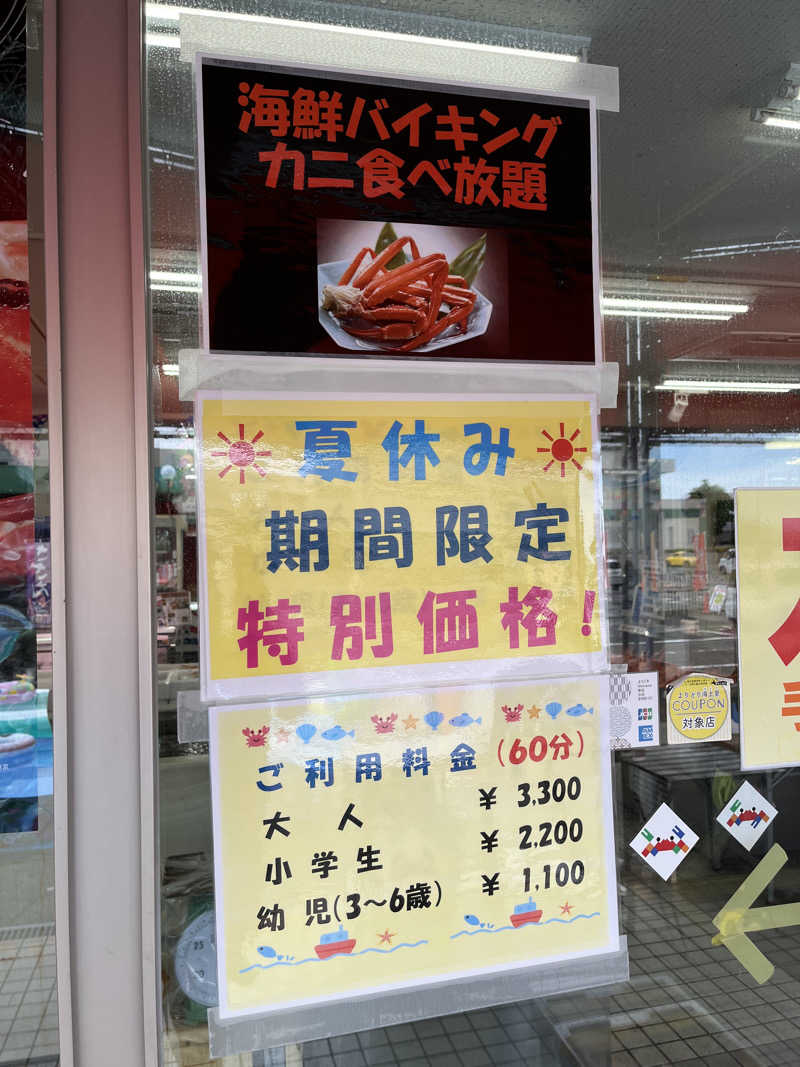 海鮮バイキング
カニ食べ放題
夏休み
期間限定
特別価格!
ご利用料金(60分)
大人 ¥ 3,300
小学生 ¥ 2,200
幼児(3〜6歳) ¥ 1,100
COUPON
対象店
JCB
25